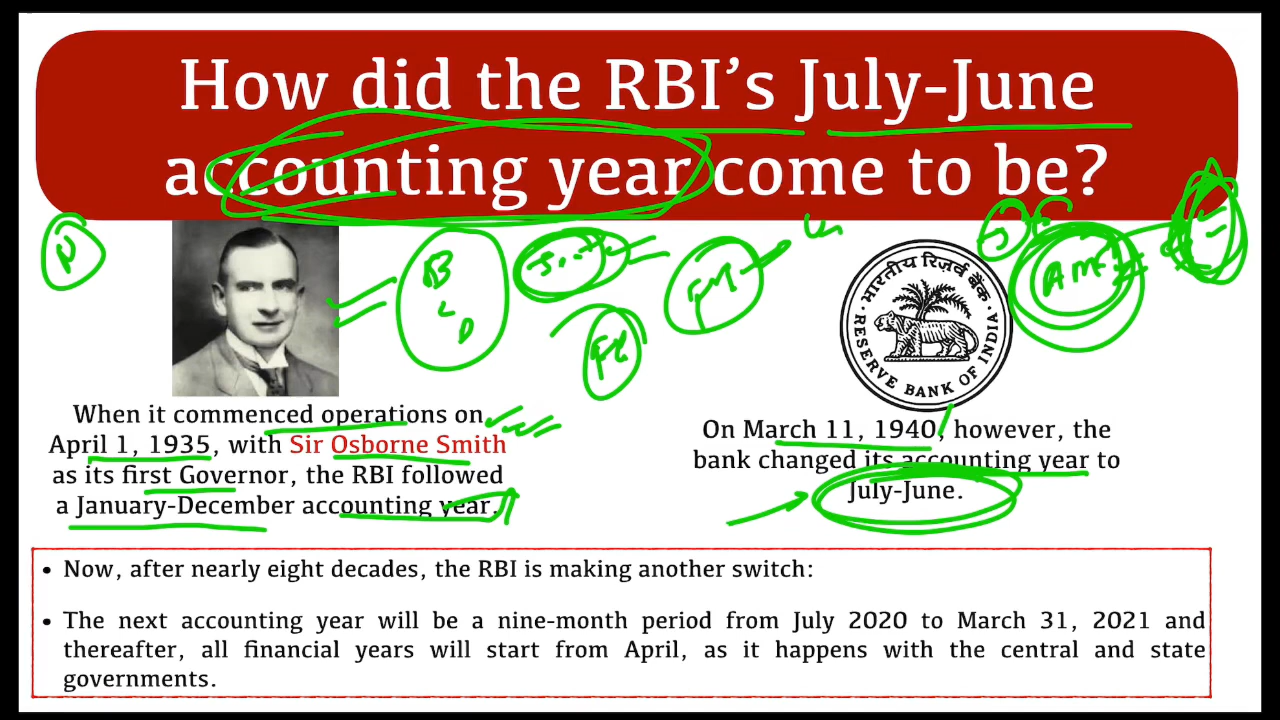 How did the RBI's July-June
accounting year come to be?
When it commenced operations on
April 1, 1935, with Sir Osborne Smith
as its first Governor, the RBI followed
a January-December accounting year.
भारतीय रिज़र्व बैंक
RESERVE BANK OF INDIA
On March 11, 1940, however, the
bank changed its accounting year to
July-June.
• Now, after nearly eight decades, the RBI is making another switch:
• The next accounting year will be a nine-month period from July 2020 to March 31, 2021 and
thereafter, all financial years will start from April, as it happens with the central and state
governments.